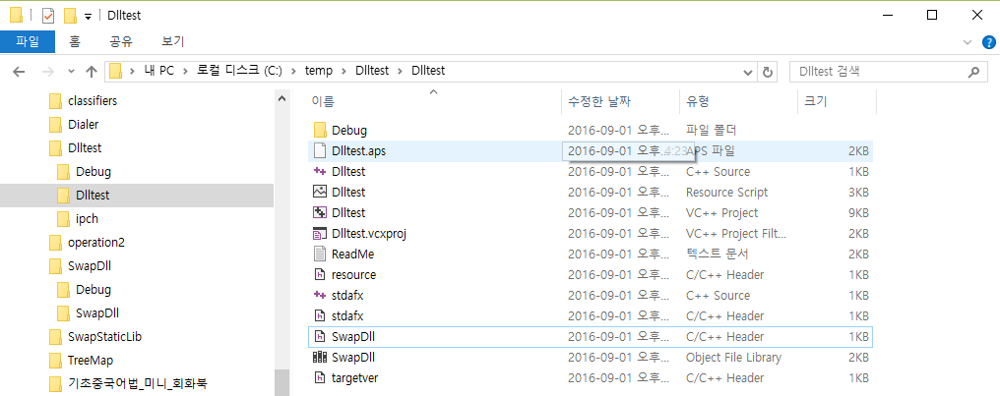 Dlltest
파일 홈 공유 보기
내 PC 로컬 디스크 (C:) temp Dlltest Dlltest
Dlltest 검색
classifiers
Dialer
Dlltest
Debug
Dlltest
ipch
operation2
SwapDll
Debug
SwapDll
SwapStaticLib
TreeMap
기초중국어법_미니_회화북
이름 수정한 날짜 유형 크기
Debug 2016-09-01 오후... 파일 폴더
Dlltest.aps 2016-09-01 오후... 4:23 APS 파일 2KB
Dlltest 2016-09-01 오후... C++ Source 1KB
Dlltest 2016-09-01 오후... Resource Script 3KB
Dlltest 2016-09-01 오후... VC++ Project 9KB
Dlltest.vcxproj 2016-09-01 오후... VC++ Project Filt... 2KB
ReadMe 2016-09-01 오후... 텍스트 문서 2KB
resource 2016-09-01 오후... C/C++ Header 1KB
stdafx 2016-09-01 오후... C++ Source 1KB
stdafx 2016-09-01 오후... C/C++ Header 1KB
SwapDll 2016-09-01 오후... C/C++ Header 1KB
SwapDll 2016-09-01 오후... Object File Library 2KB
targetver 2016-09-01 오후... C/C++ Header 1KB